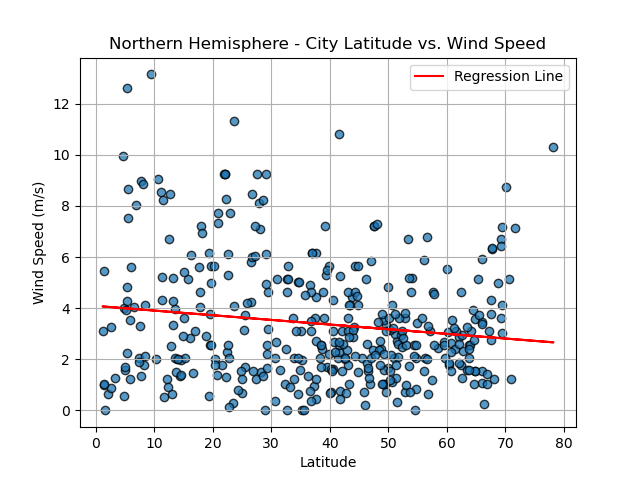 Northern Hemisphere - City Latitude vs. Wind Speed
Regression Line
Wind Speed (m/s)
12
10
8
6
4
2
0
0 10 20 30 40 50 60 70 80
Latitude